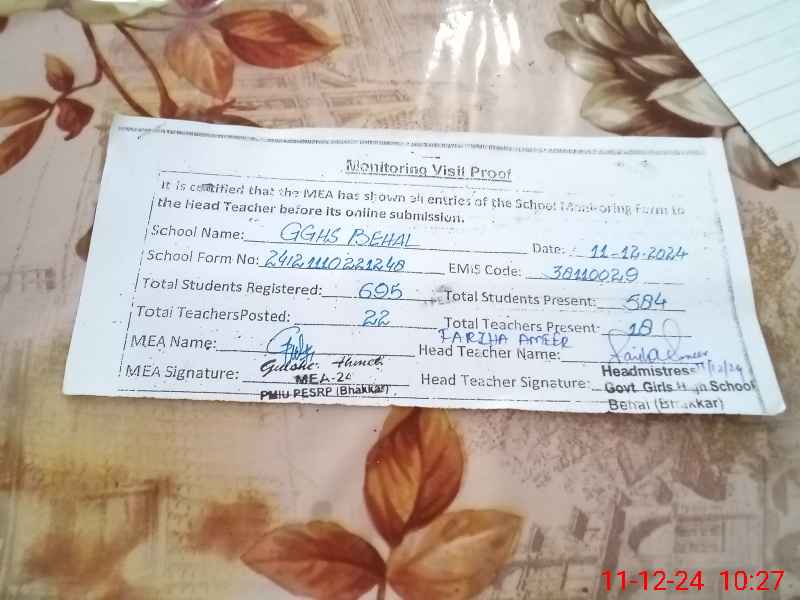 Monitoring Visit Proof
It is certified that the MEA has shown all entries of the School Monitoring Form to
the Head Teacher before its online submission.
School Name: GGHS BEHAL Date: 11-12-2024
School Form No: 24121110221248 EMIS Code: 38110029
Total Students Registered: 695 Total Students Present: 584
Total TeachersPosted: 22 Total Teachers Present: 18
MEA Name: Head Teacher Name: FARIHA AMEER
MEA Signature: MEA-24 Head Teacher Signature:
PMIU PESRP (Bhakkar)
Headmistress 11/12/24
Govt. Girls High School
Behal (Bhakkar)
11-12-24 10:27